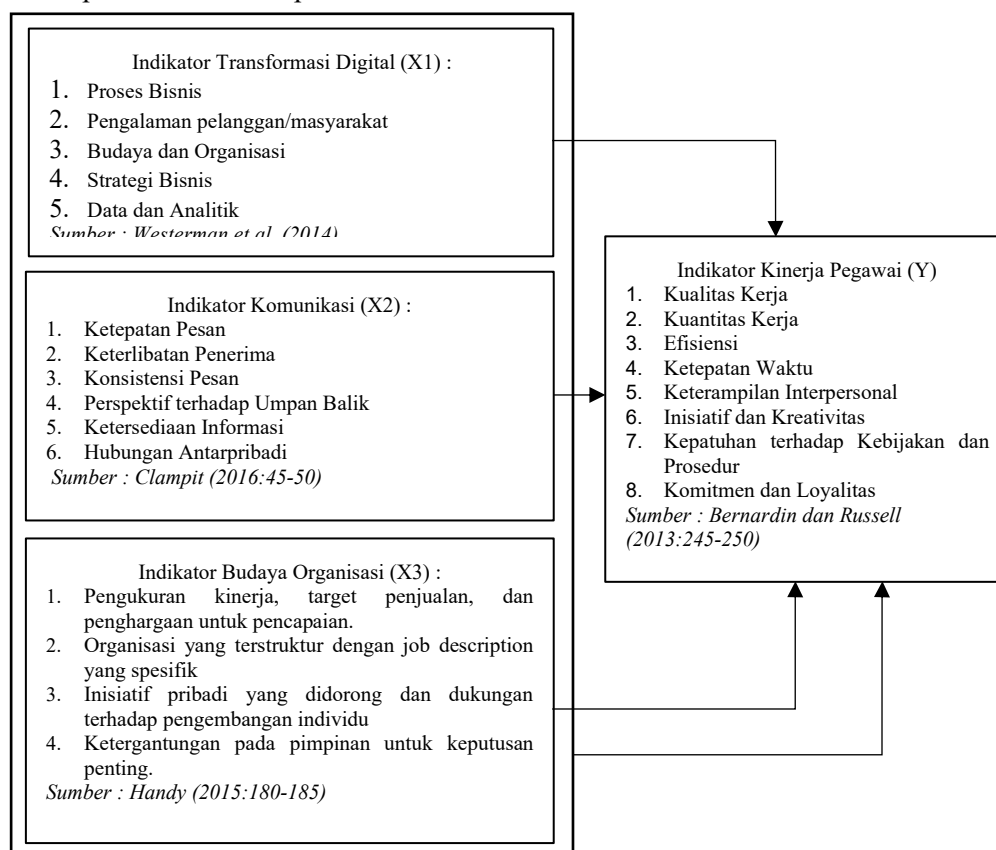 Indikator Transformasi Digital (X1) :
1. Proses Bisnis
2. Pengalaman pelanggan/masyarakat
3. Budaya dan Organisasi
4. Strategi Bisnis
5. Data dan Analitik
Sumber : Westerman et al. (2014)
Indikator Komunikasi (X2) :
1. Ketepatan Pesan
2. Keterlibatan Penerima
3. Konsistensi Pesan
4. Perspektif terhadap Umpan Balik
5. Ketersediaan Informasi
6. Hubungan Antarpribadi
Sumber : Clampit (2016:45-50)
Indikator Budaya Organisasi (X3) :
1. Pengukuran kinerja, target penjualan, dan
penghargaan untuk pencapaian.
2. Organisasi yang terstruktur dengan job description
yang spesifik
3. Inisiatif pribadi yang didorong dan dukungan
terhadap pengembangan individu
4. Ketergantungan pada pimpinan untuk keputusan
penting.
Sumber : Handy (2015:180-185)
Indikator Kinerja Pegawai (Y)
1. Kualitas Kerja
2. Kuantitas Kerja
3. Efisiensi
4. Ketepatan Waktu
5. Keterampilan Interpersonal
6. Inisiatif dan Kreativitas
7. Kepatuhan terhadap Kebijakan dan
Prosedur
8. Komitmen dan Loyalitas
Sumber : Bernardin dan Russell
(2013:245-250)